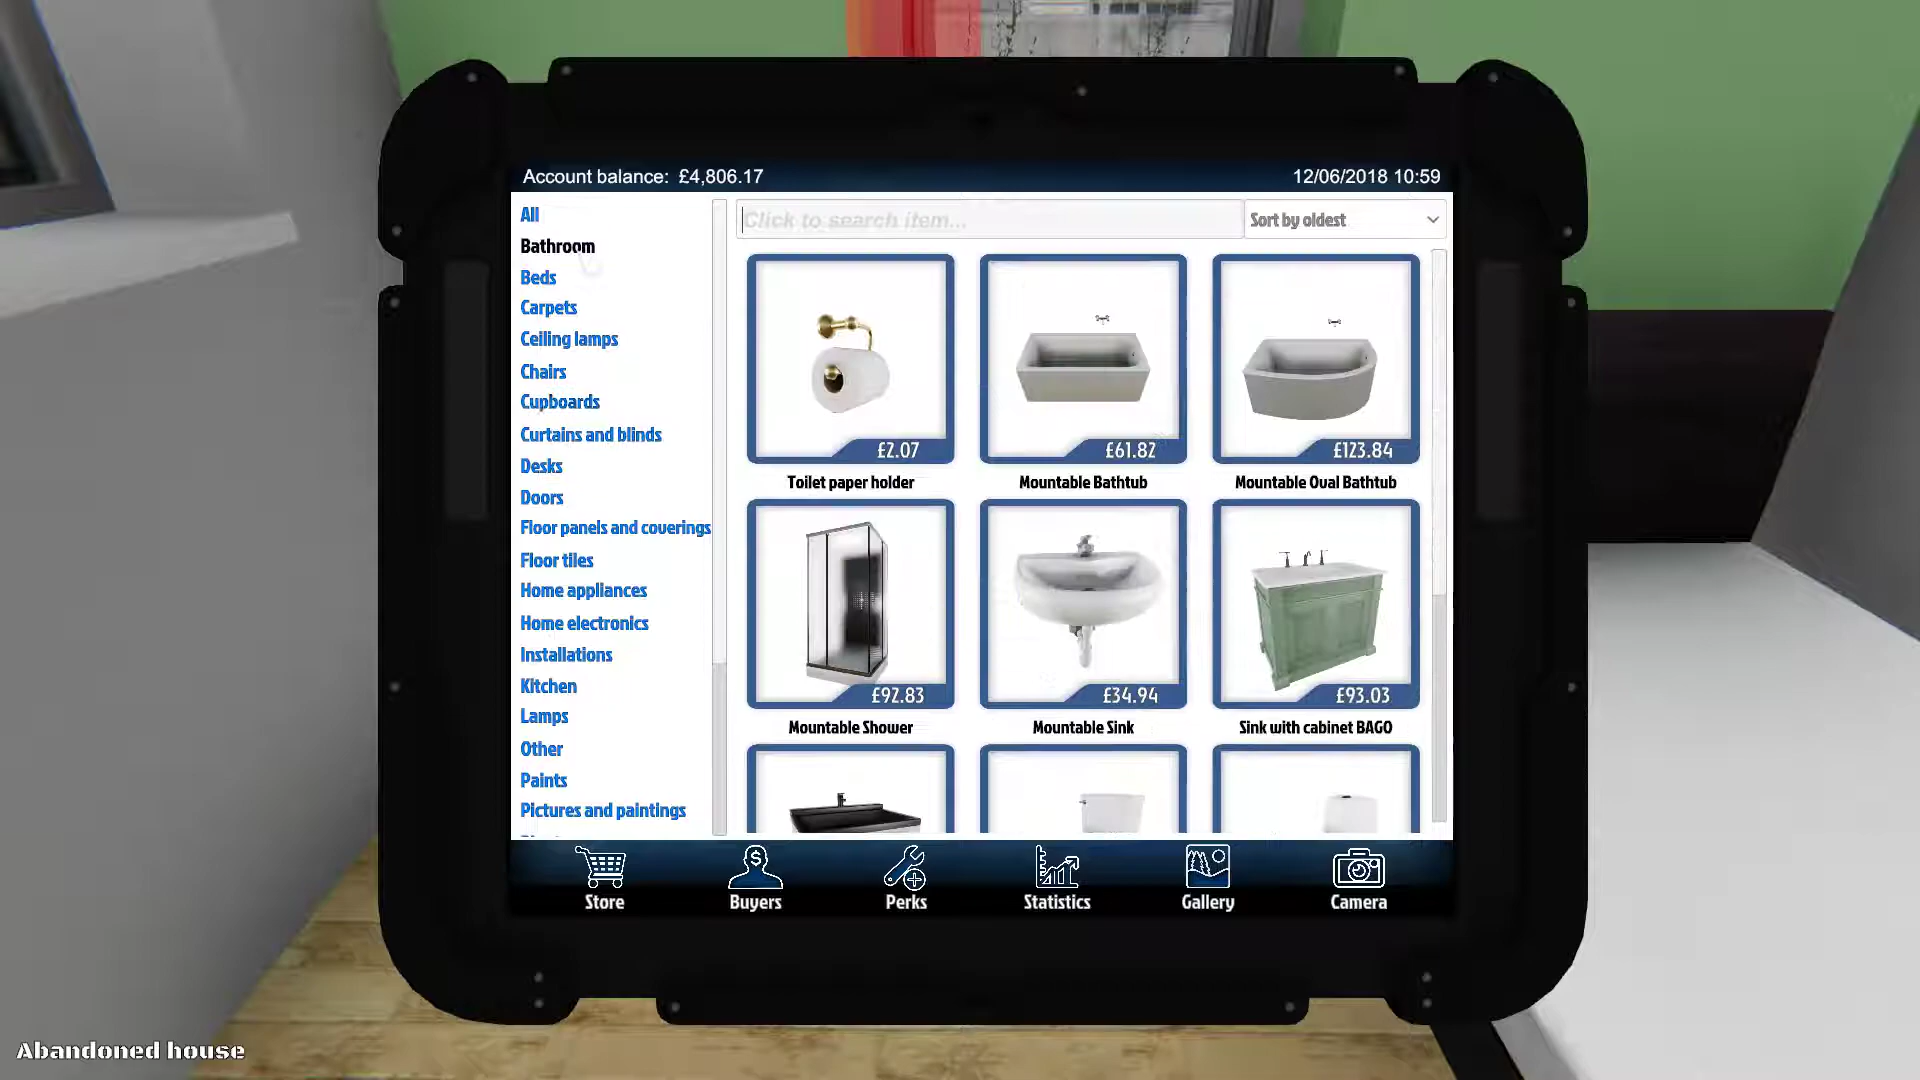 Account balance: £4,806.17
12/06/2018 10:59
All
Bathroom
Beds
Carpets
Ceiling lamps
Chairs
Cupboards
Curtains and blinds
Desks
Doors
Floor panels and coverings
Floor tiles
Home appliances
Home electronics
Installations
Kitchen
Lamps
Other
Paints
Pictures and paintings
Click to search item...
Sort by oldest
£2.07
£61.82
£123.84
Toilet paper holder
Mountable Bathtub
Mountable Oval Bathtub
£92.83
£34.94
£93.03
Mountable Shower
Mountable Sink
Sink with cabinet BAGO
Store
Buyers
Perks
Statistics
Gallery
Camera
Abandoned house